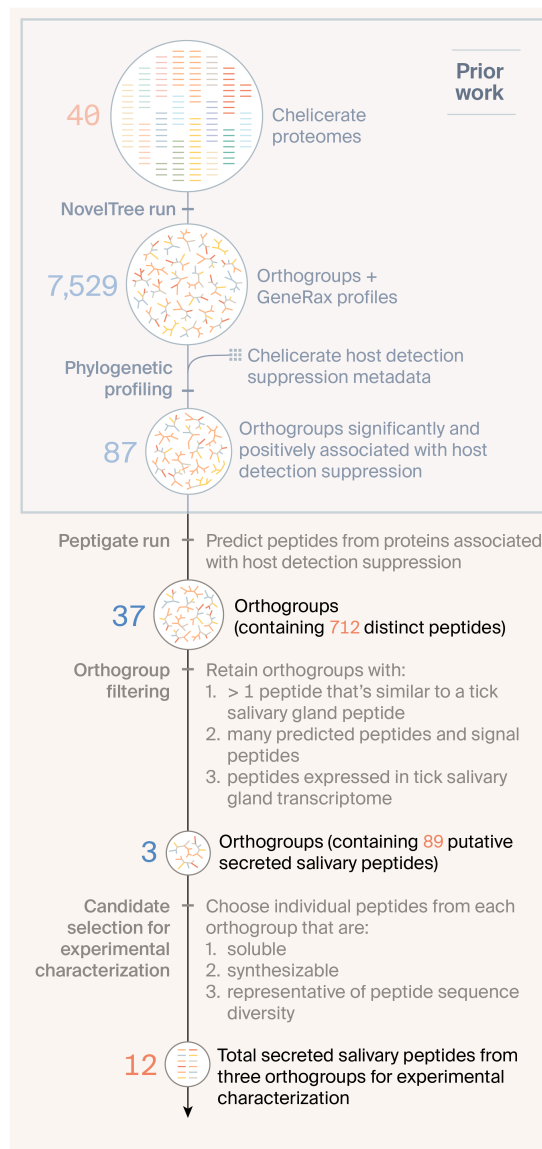 Prior
work
40
Chelicerate
proteomes
NovelTree run
7,529
Orthogroups +
GeneRax profiles
Phylogenetic
profiling
Chelicerate host detection
suppression metadata
87
Orthogroups significantly and
positively associated with host
detection suppression
Peptigate run
Predict peptides from proteins associated
with host detection suppression
37
Orthogroups
(containing 712 distinct peptides)
Orthogroup
filtering
Retain orthogroups with:
1. > 1 peptide that's similar to a tick
salivary gland peptide
2. many predicted peptides and signal
peptides
3. peptides expressed in tick salivary
gland transcriptome
3
Orthogroups (containing 89 putative
secreted salivary peptides)
Candidate
selection for
experimental
characterization
Choose individual peptides from each
orthogroup that are:
1. soluble
2. synthesizable
3. representative of peptide sequence
diversity
12
Total secreted salivary peptides from
three orthogroups for experimental
characterization